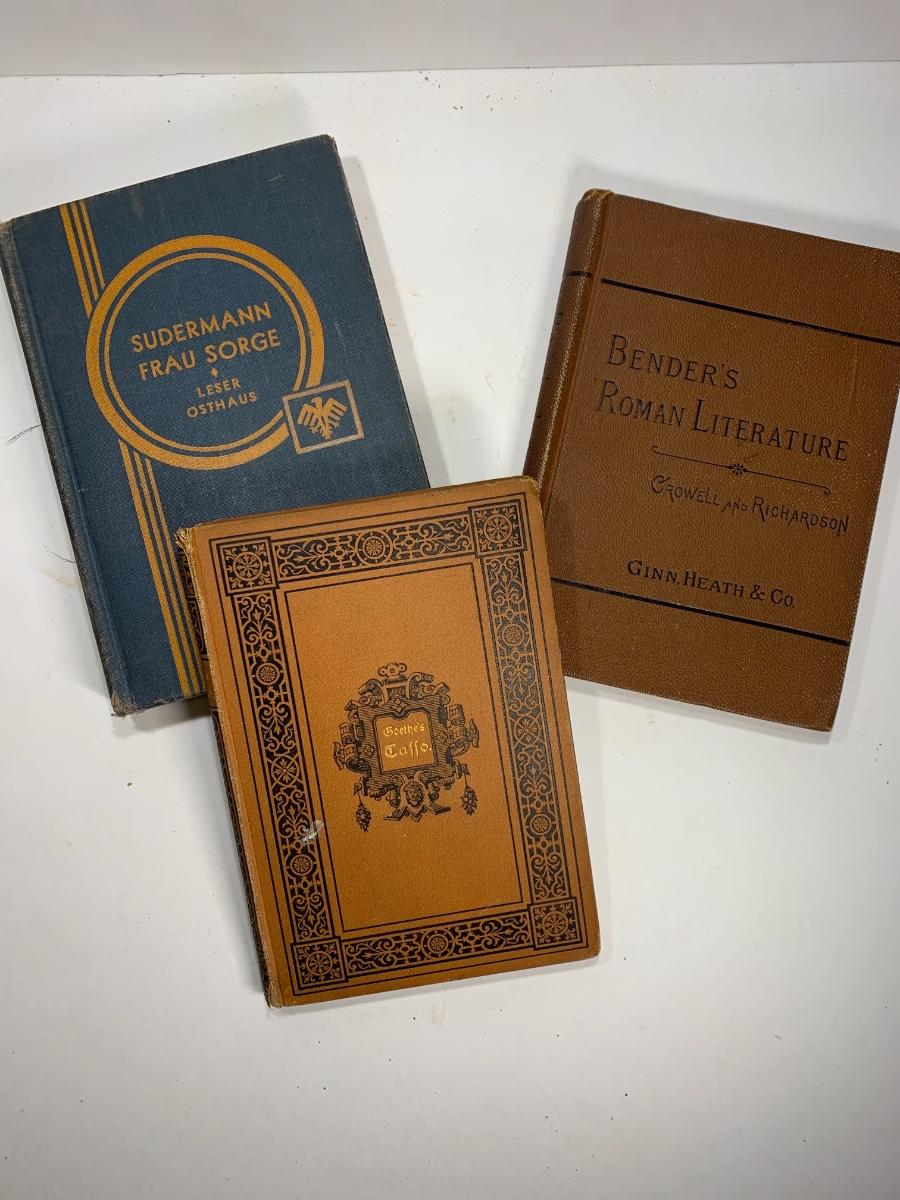 SUDERMANN
FRAU SORGE
LESER
OSTHAUS
BENDER'S
ROMAN LITERATURE
CROWELL AND RICHARDSON
GINN, HEATH & CO.
Goethe's
Tasso.